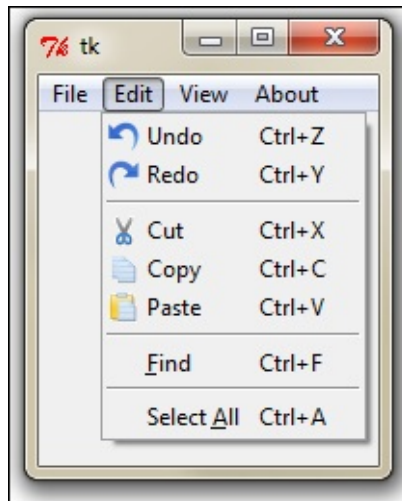 tk
File Edit View About
Undo Ctrl+Z
Redo Ctrl+Y
Cut Ctrl+X
Copy Ctrl+C
Paste Ctrl+V
Find Ctrl+F
Select All Ctrl+A